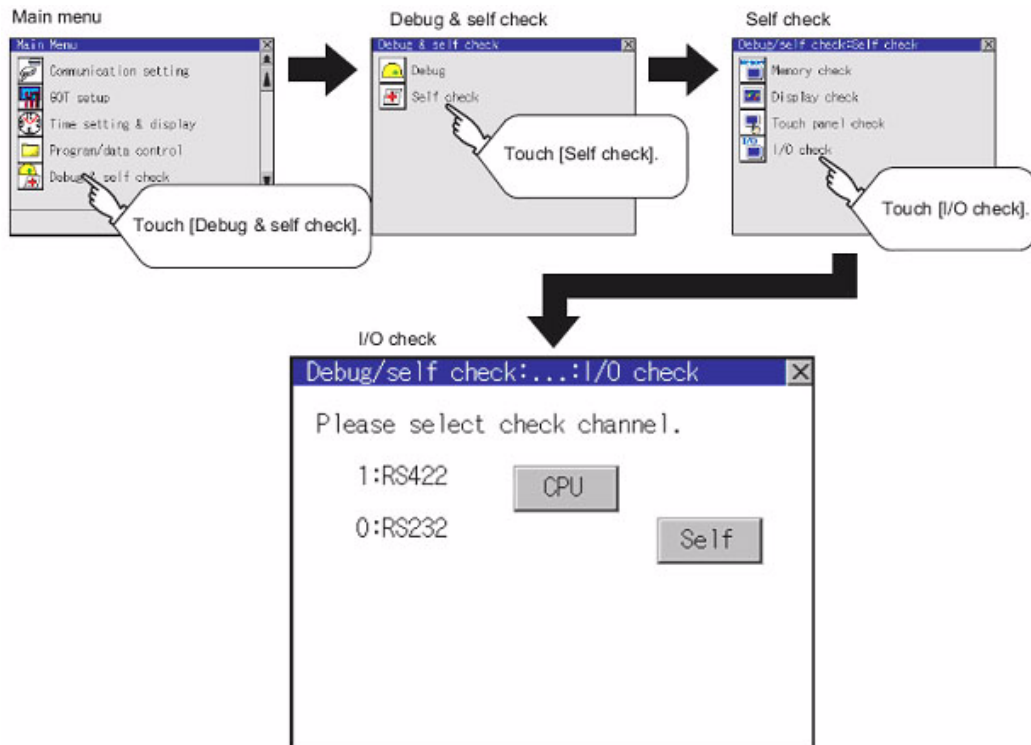 Main menu
Main Menu
Communication setting
GOT setup
Time setting & display
Program/data control
Debug & self check
Touch [Debug & self check].
Debug & self check
Debug & self check
Debug
Self check
Touch [Self check].
Self check
Debug/self check:Self check
Memory check
Display check
Touch panel check
I/O check
Touch [I/O check].
I/O check
Debug/self check:...:I/O check
Please select check channel.
1:RS422 CPU
0:RS232 Self